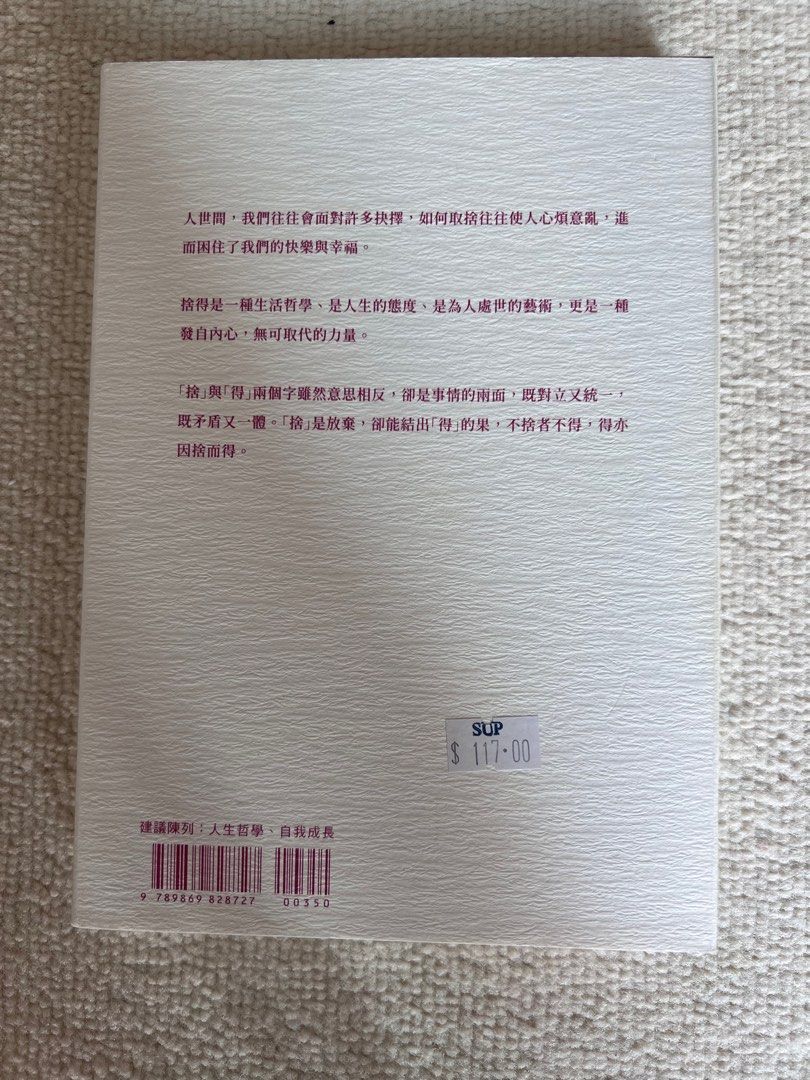 人世間，我們往往會面對許多抉擇，如何取捨往往使人心煩意亂，進
而困住了我們的快樂與幸福。
捨得是一種生活哲學、是人生的態度、是為人處世的藝術，更是一種
發自內心，無可取代的力量。
「捨」與「得」兩個字雖然意思相反，卻是事情的兩面，既對立又統一，
既矛盾又一體。「捨」是放棄，卻能結出「得」的果，不捨者不得，得亦
因捨而得。
SUP
$ 117.00
建議陳列：人生哲學、自我成長
9 789869 828727 00350